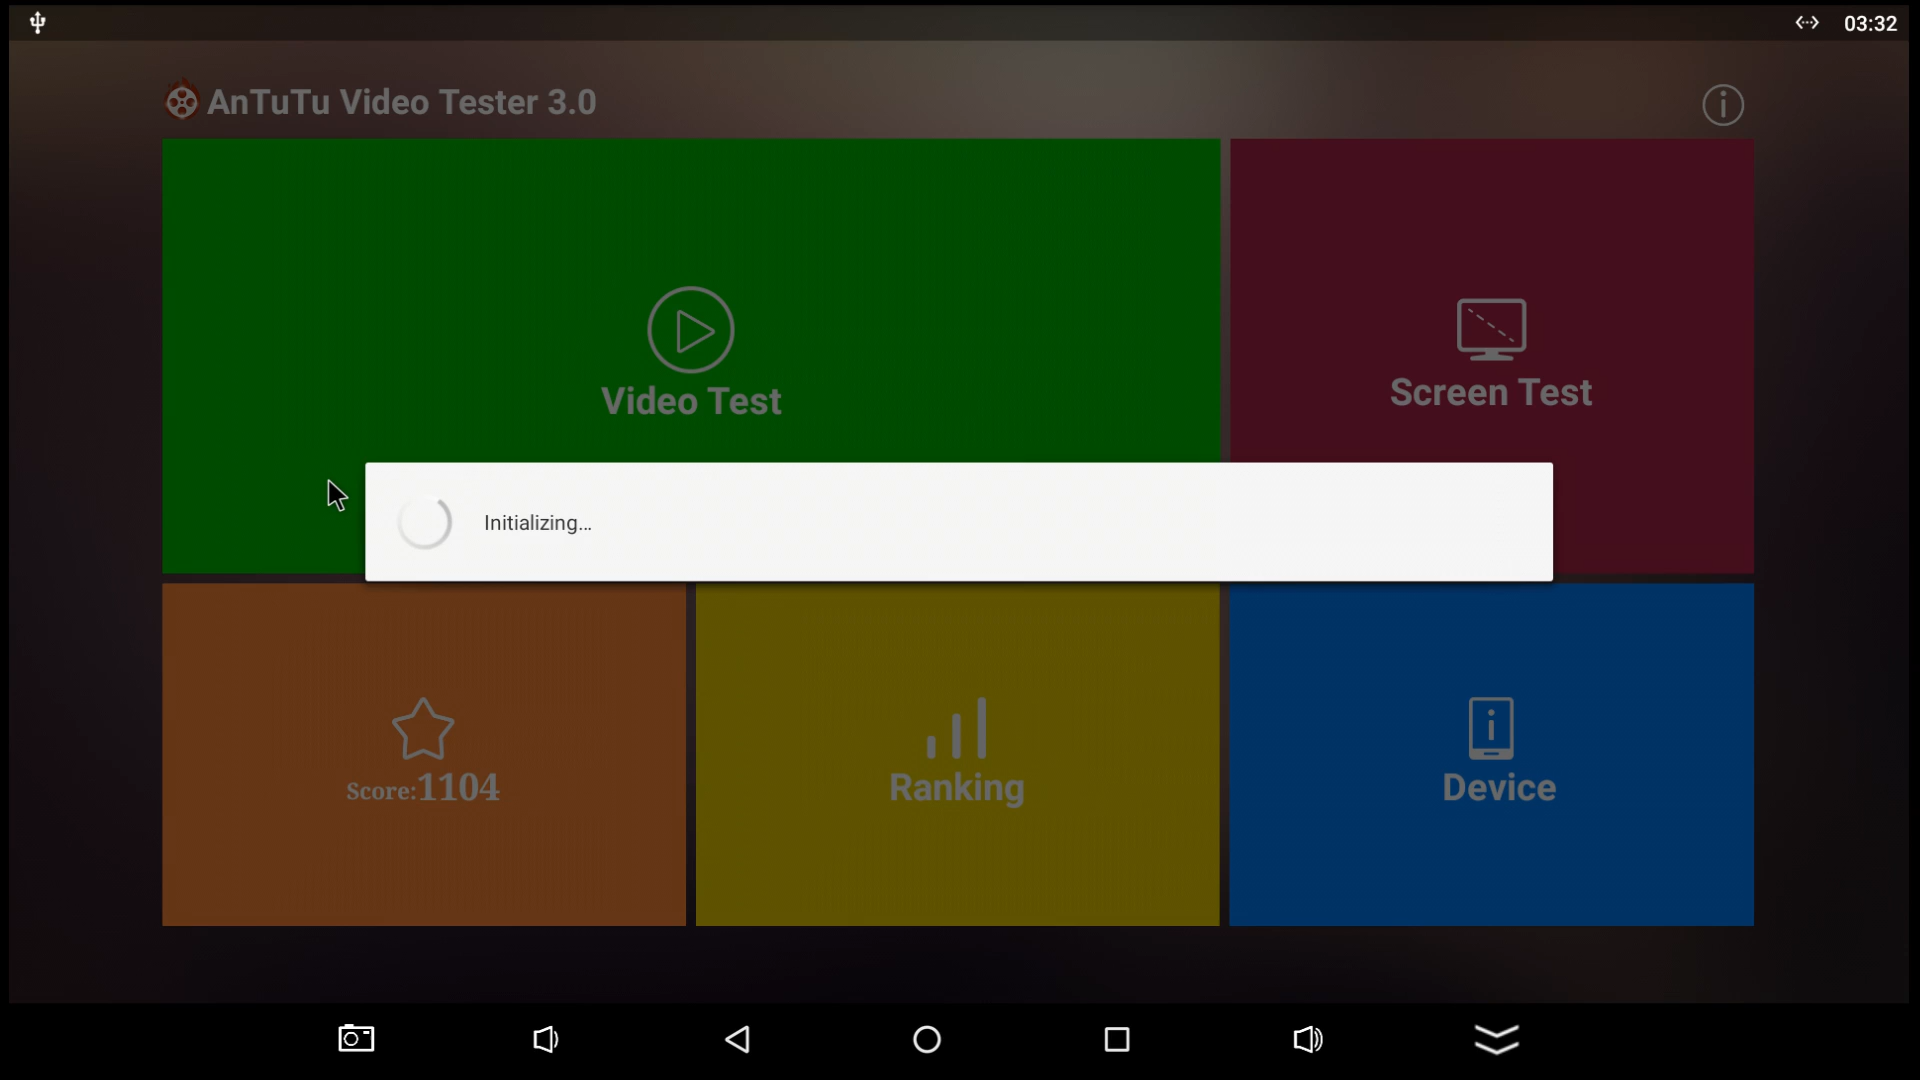 03:32
AnTuTu Video Tester 3.0
Video Test
Screen Test
Initializing...
Score:1104
Ranking
Device